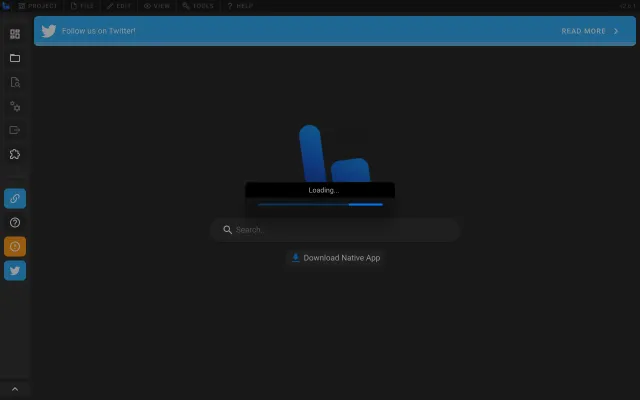 PROJECT FILE EDIT VIEW TOOLS HELP
Follow us on Twitter! READ MORE
Loading...
Search...
Download Native App